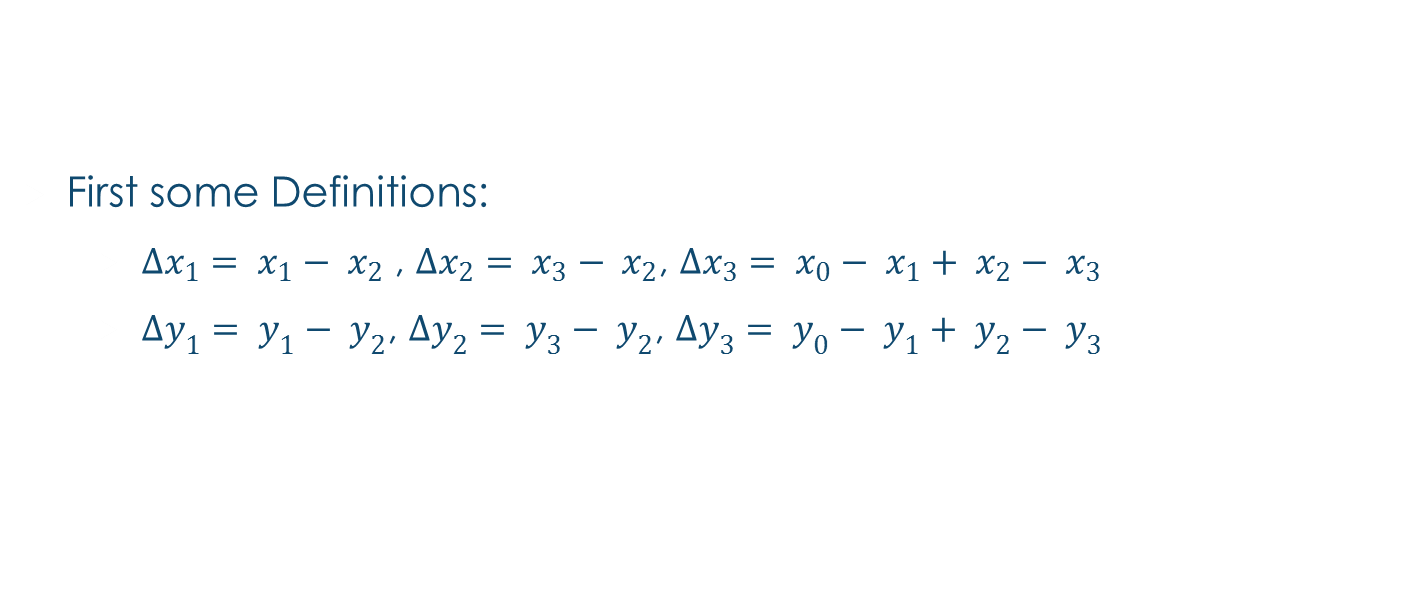 First some Definitions:
Δx₁ = x₁ − x₂ , Δx₂ = x₃ − x₂, Δx₃ = x₀ − x₁ + x₂ − x₃
Δy₁ = y₁ − y₂, Δy₂ = y₃ − y₂, Δy₃ = y₀ − y₁ + y₂ − y₃